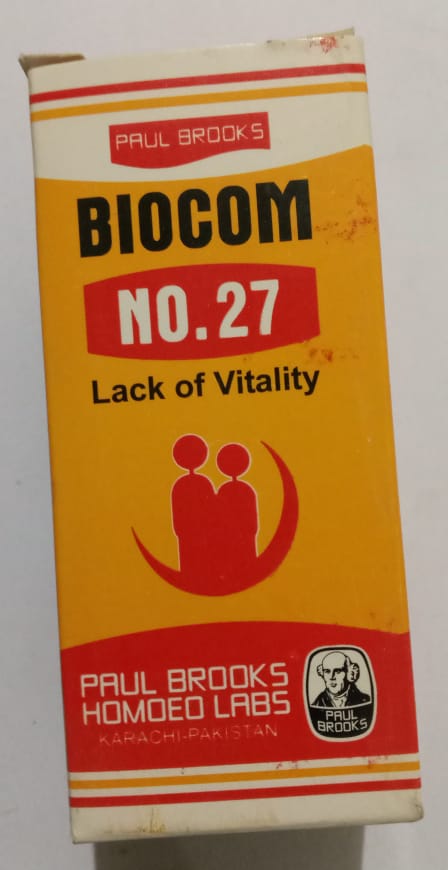 PAUL BROOKS
BIOCOM
NO.27
Lack of Vitality
PAUL BROOKS
HOMOEO LABS
KARACHI-PAKISTAN
PAUL
BROOKS